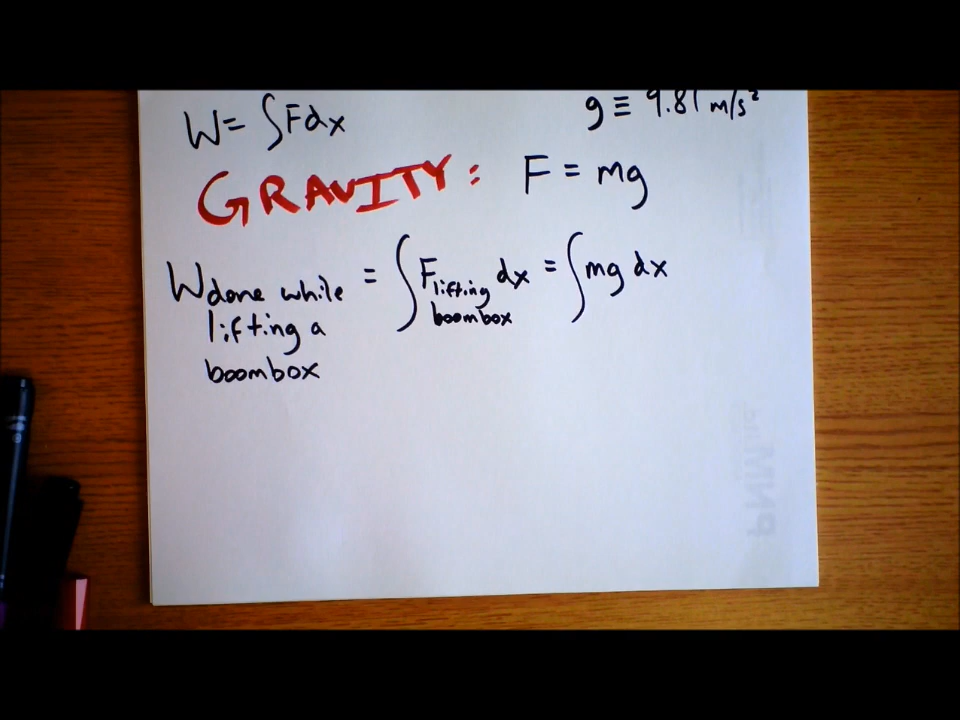 W = ∫Fdx
g ≡ 9.81 m/s²
GRAVITY: F = mg
W done while lifting a boombox = ∫F lifting boombox dx = ∫mg dx